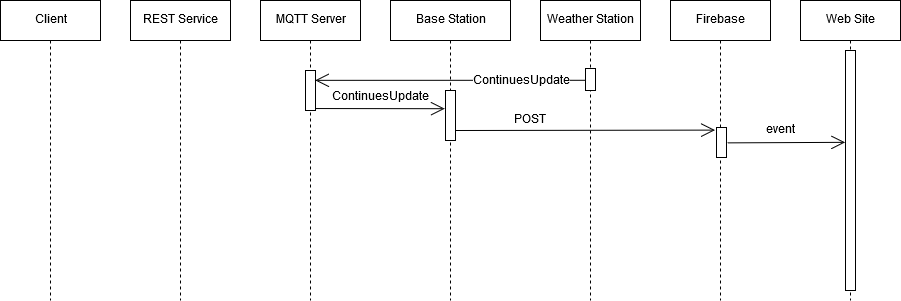 Client
REST Service
MQTT Server
Base Station
Weather Station
Firebase
Web Site
ContinuesUpdate
ContinuesUpdate
POST
event